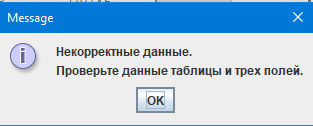 Message
Некорректные данные.
Проверьте данные таблицы и трех полей.
OK